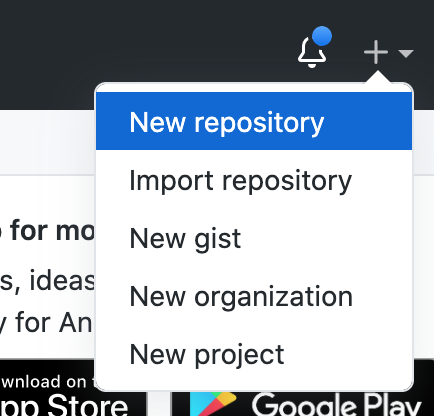 New repository
Import repository
for mo
New gist
s, ideas
New organization
y for An
New project
wnload on t
pp Store
Google Play